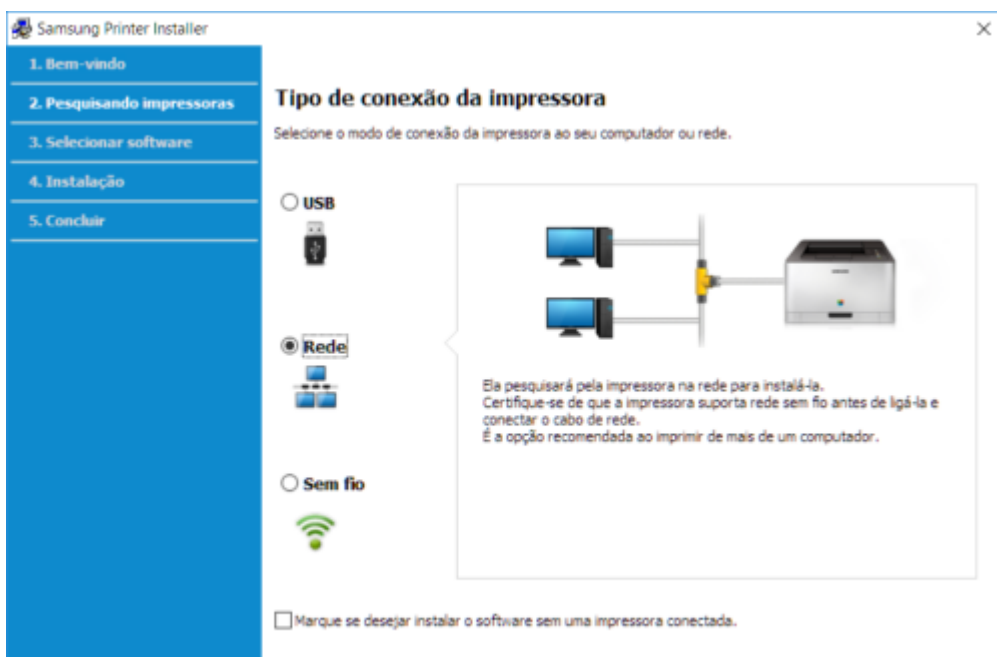 Samsung Printer Installer
1. Bem-vindo
2. Pesquisando impressoras
3. Selecionar software
4. Instalação
5. Concluir
Tipo de conexão da impressora
Selecione o modo de conexão da impressora ao seu computador ou rede.
USB
Rede
Ela pesquisará pela impressora na rede para instalá-la.
Certifique-se de que a impressora suporta rede sem fio antes de ligá-la e
conectar o cabo de rede.
É a opção recomendada ao imprimir de mais de um computador.
Sem fio
Marque se desejar instalar o software sem uma impressora conectada.